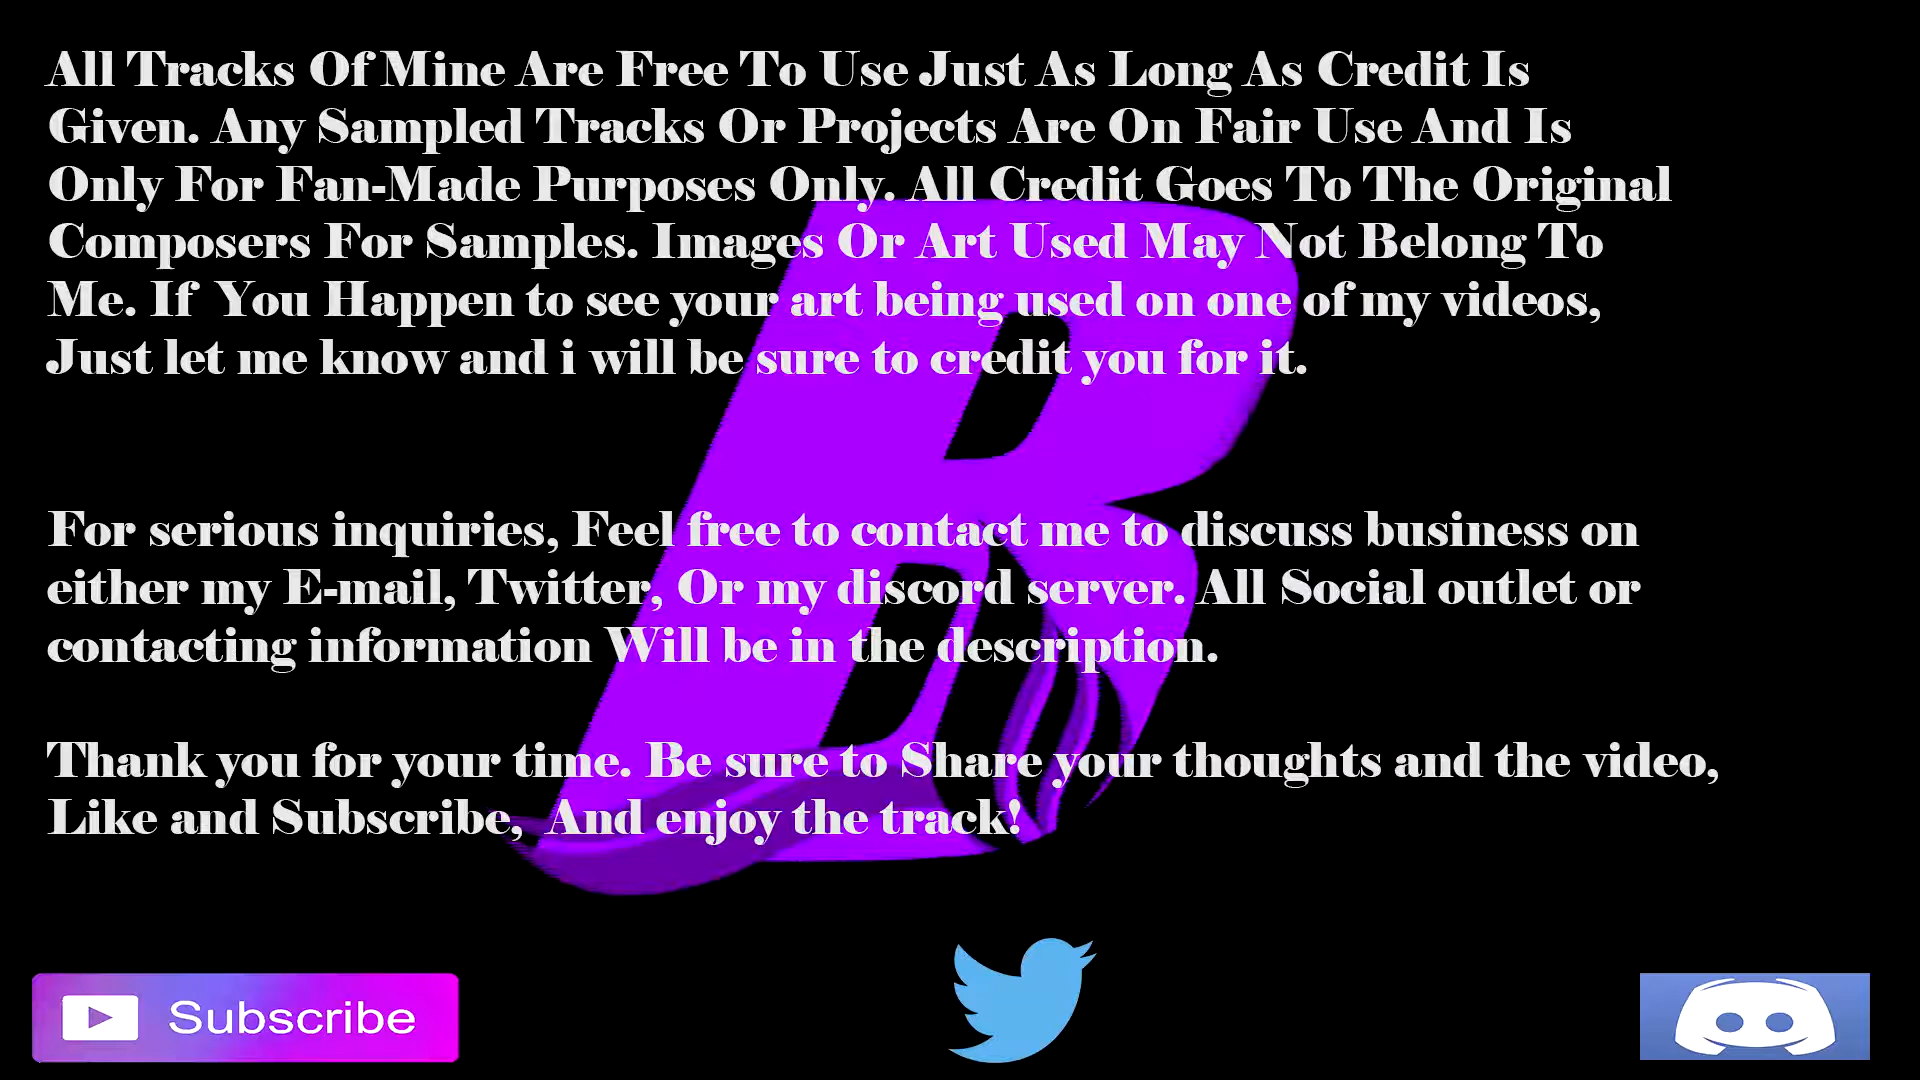 All Tracks Of Mine Are Free To Use Just As Long As Credit Is
Given. Any Sampled Tracks Or Projects Are On Fair Use And Is
Only For Fan-Made Purposes Only. All Credit Goes To The Original
Composers For Samples. Images Or Art Used May Not Belong To
Me. If You Happen to see your art being used on one of my videos,
Just let me know and i will be sure to credit you for it.
For serious inquiries, Feel free to contact me to discuss business on
either my E-mail, Twitter, Or my discord server. All Social outlet or
contacting information Will be in the description.
Thank you for your time. Be sure to Share your thoughts and the video,
Like and Subscribe, And enjoy the track!
Subscribe